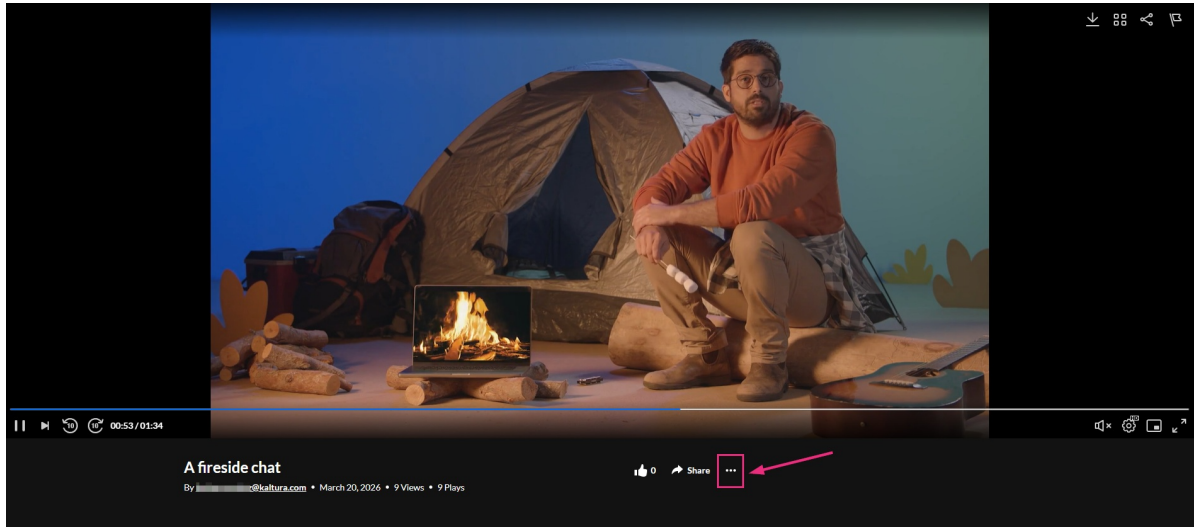 00:53 / 01:34
A fireside chat
0
Share
By @kaltura.com • March 20, 2026 • 9 Views • 9 Plays